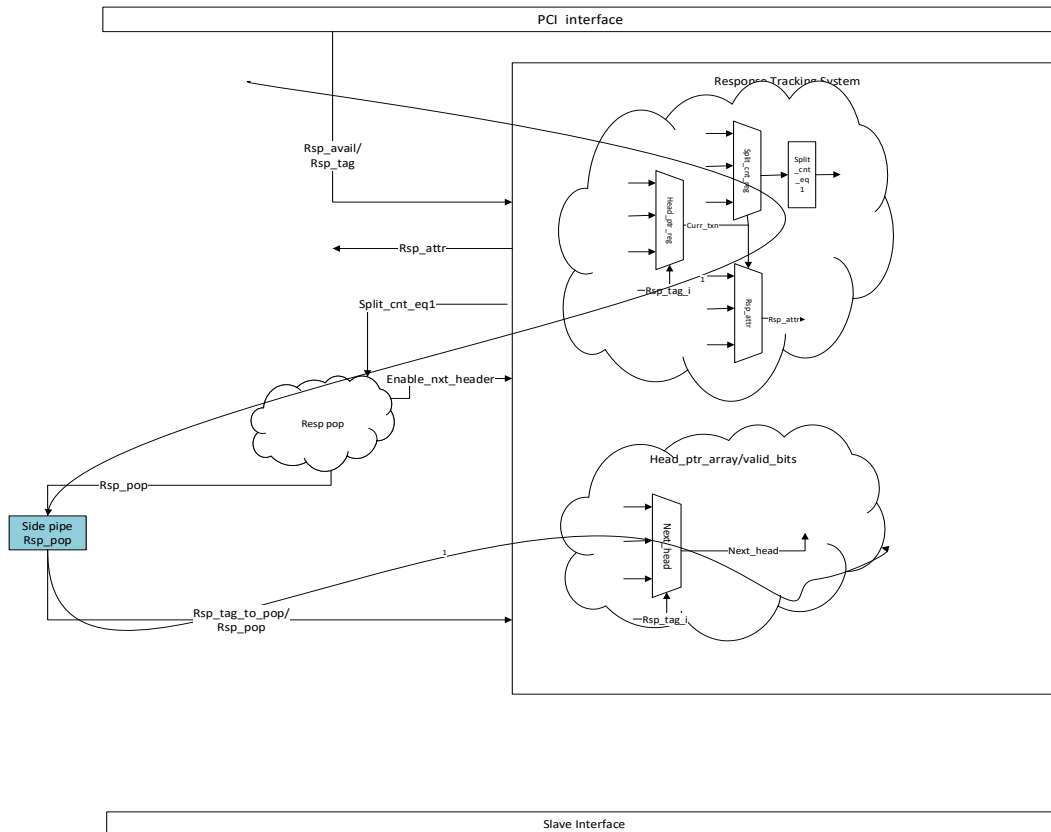 PCI interface
Response Tracking System
Rsp_avail/
Rsp_tag
Split_cnt_reg
Split
_cnt
_eq
1
Head_ptr_reg
Curr_txn
Rsp_attr
Rsp_tag_i
1
Split_cnt_eq1
Rsp_attr
Rsp_attr
Enable_nxt_header
Resp pop
Head_ptr_array/valid_bits
Rsp_pop
Side pipe
Rsp_pop
Next_head
1
Next_head
Rsp_tag_to_pop/
Rsp_pop
Rsp_tag_i
Slave Interface